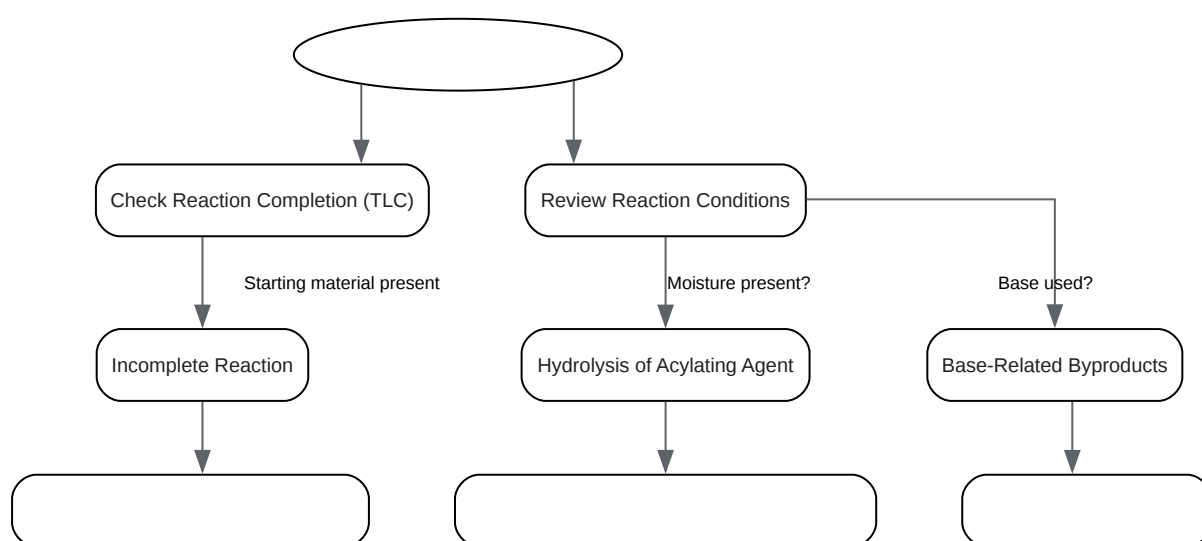 Check Reaction Completion (TLC)
Review Reaction Conditions
Starting material present
Moisture present?
Base used?
Incomplete Reaction
Hydrolysis of Acylating Agent
Base-Related Byproducts